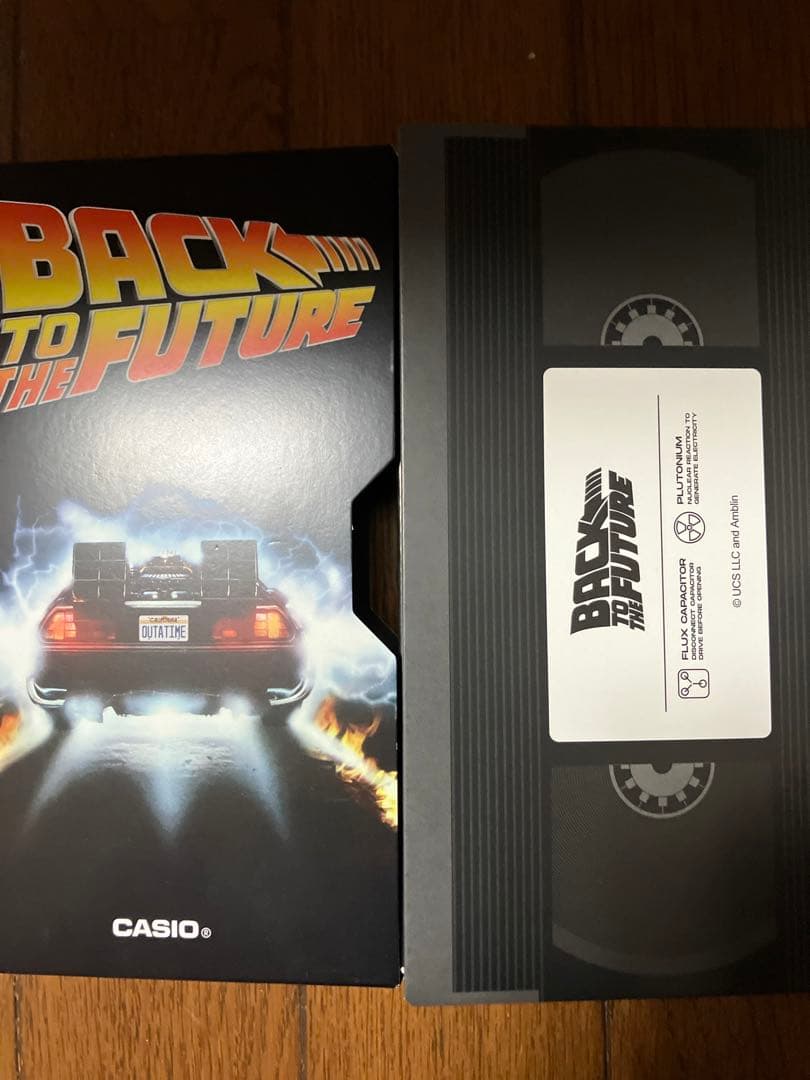 BACK
TO
THE FUTURE
"CALIFORNIA"
OUTATIME
CASIO®
BACK
TO THE FUTURE
FLUX CAPACITOR
DISCONNECT CAPACITOR
DRIVE BEFORE OPENING
PLUTONIUM
NUCLEAR REACTION TO
GENERATE ELECTRICITY
© UCS LLC and Amblin